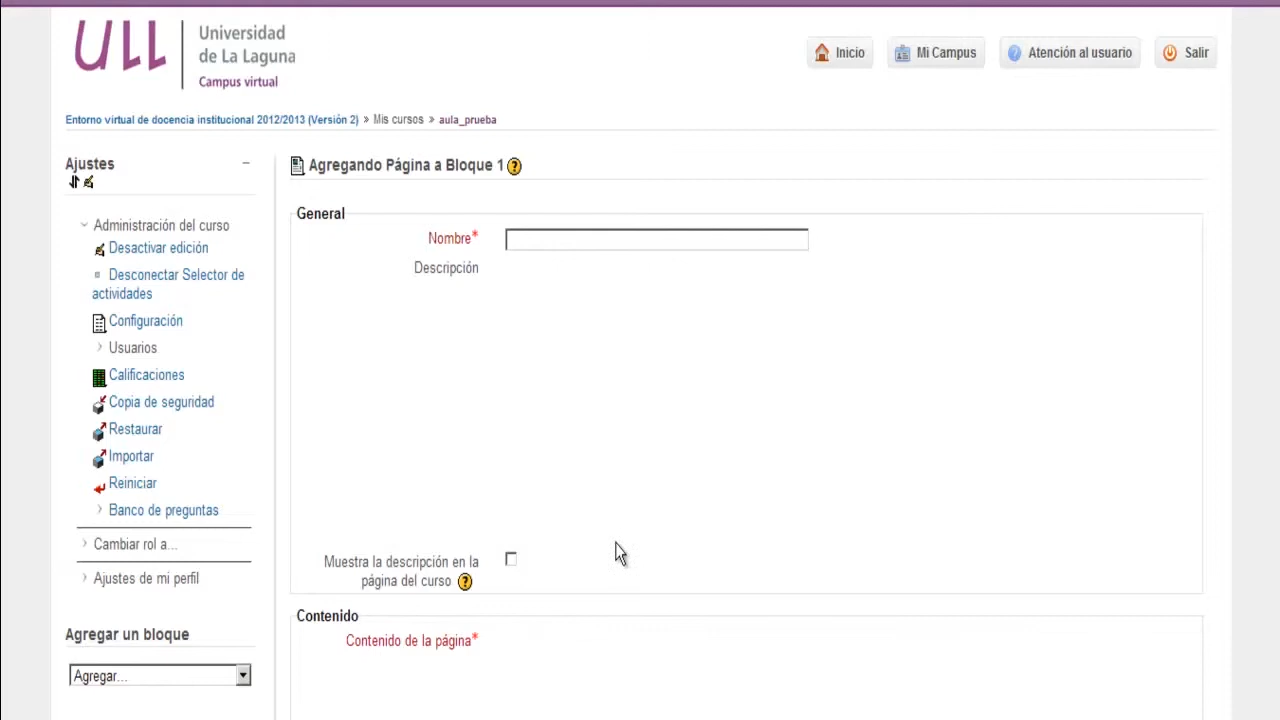 ULL
Universidad
de La Laguna
Campus virtual
Inicio
Mi Campus
Atención al usuario
Salir
Entorno virtual de docencia institucional 2012/2013 (Versión 2) » Mis cursos » aula_prueba
Ajustes
Administración del curso
Desactivar edición
Desconectar Selector de
actividades
Configuración
Usuarios
Calificaciones
Copia de seguridad
Restaurar
Importar
Reiniciar
Banco de preguntas
Cambiar rol a...
Ajustes de mi perfil
Agregar un bloque
Agregar...
Agregando Página a Bloque 1
General
Nombre*
Descripción
Muestra la descripción en la
página del curso
Contenido
Contenido de la página*